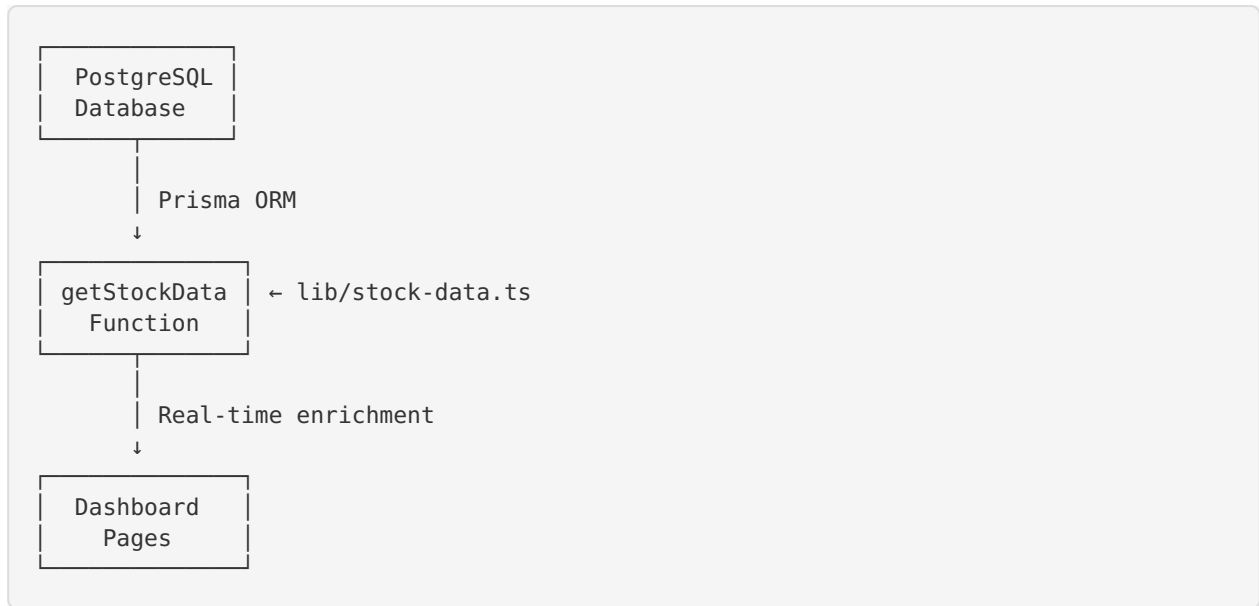 PostgreSQL
Database
Prisma ORM
↓
getStockData ← lib/stock-data.ts
Function
Real-time enrichment
↓
Dashboard
Pages